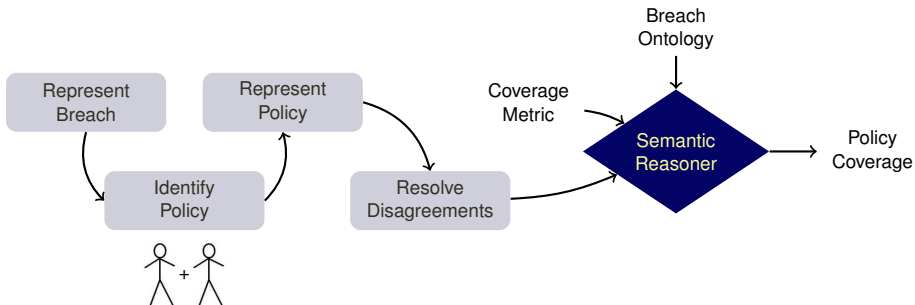 Represent
Breach
Identify
Policy
+
Represent
Policy
Resolve
Disagreements
Coverage
Metric
Breach
Ontology
Semantic
Reasoner
Policy
Coverage